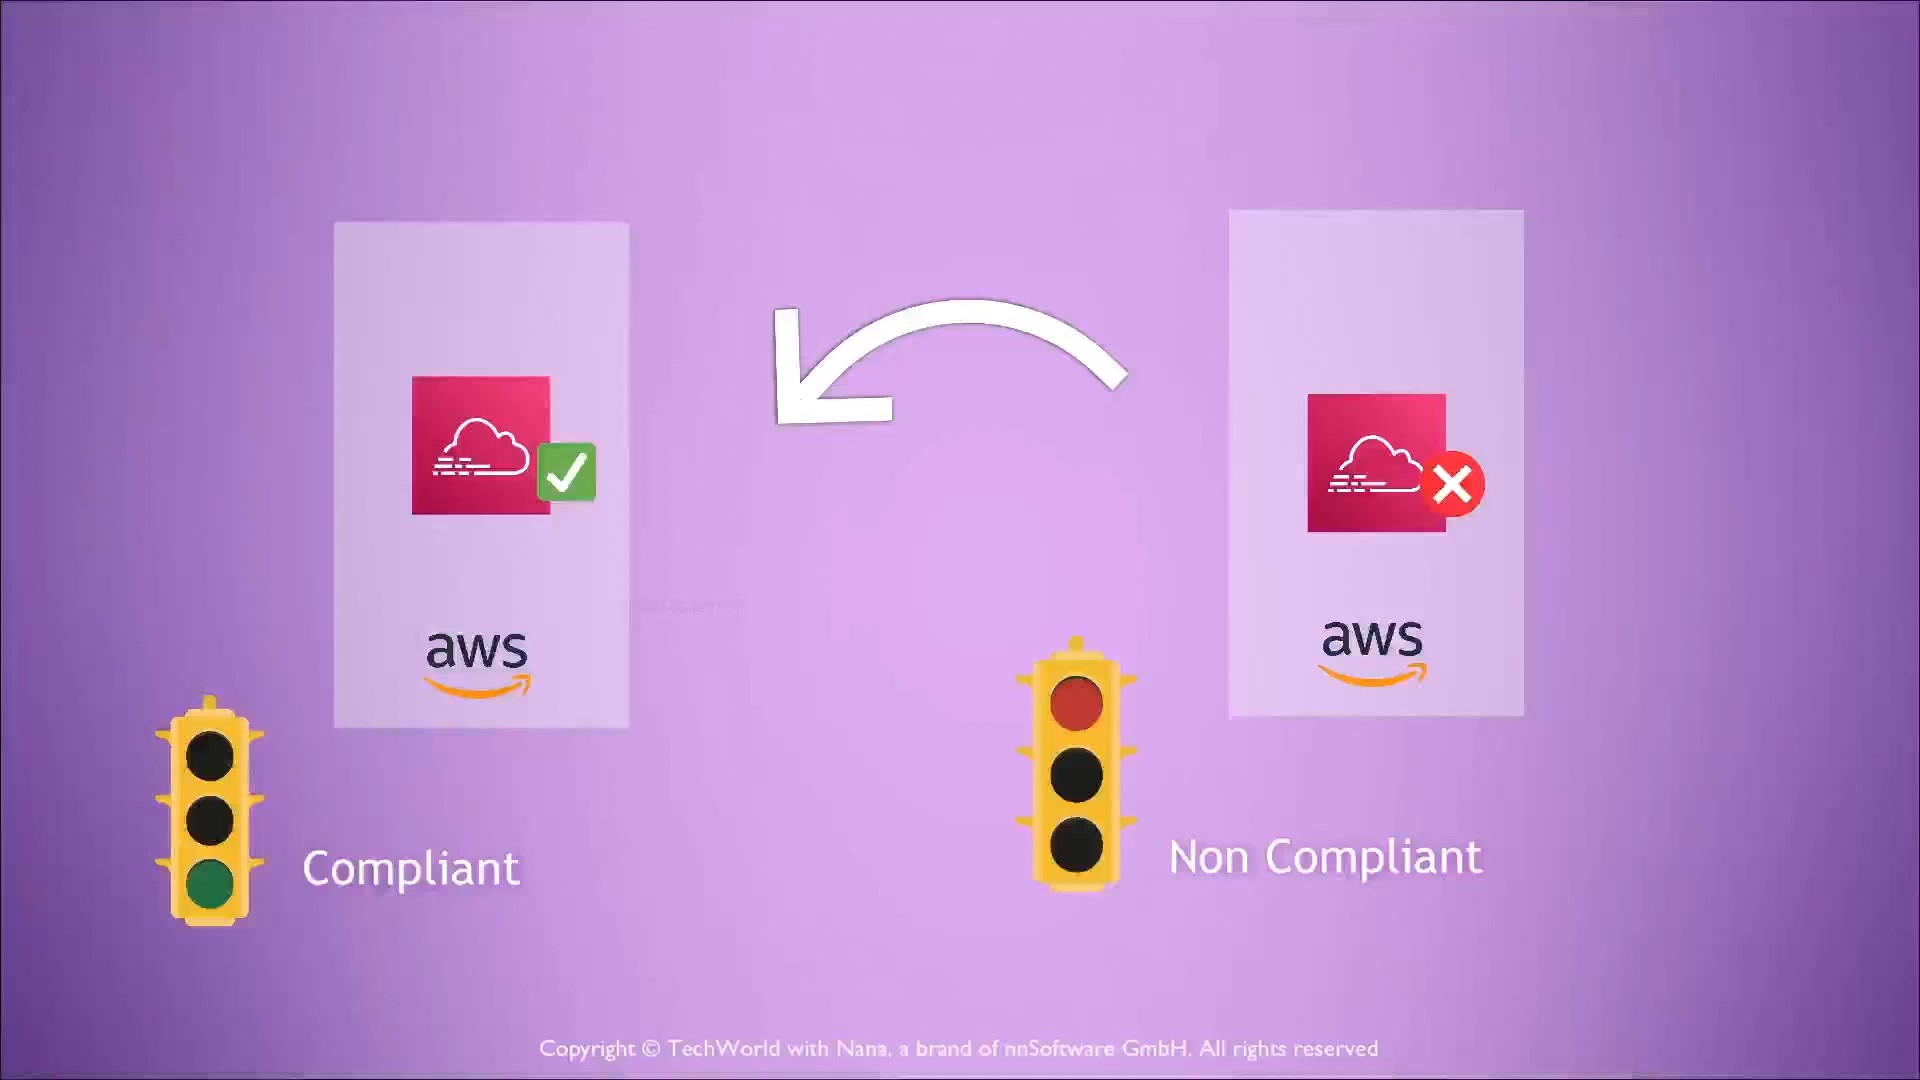 aws
aws
Compliant
Non Compliant
Copyright © TechWorld with Nana, a brand of nnSoftware GmbH. All rights reserved